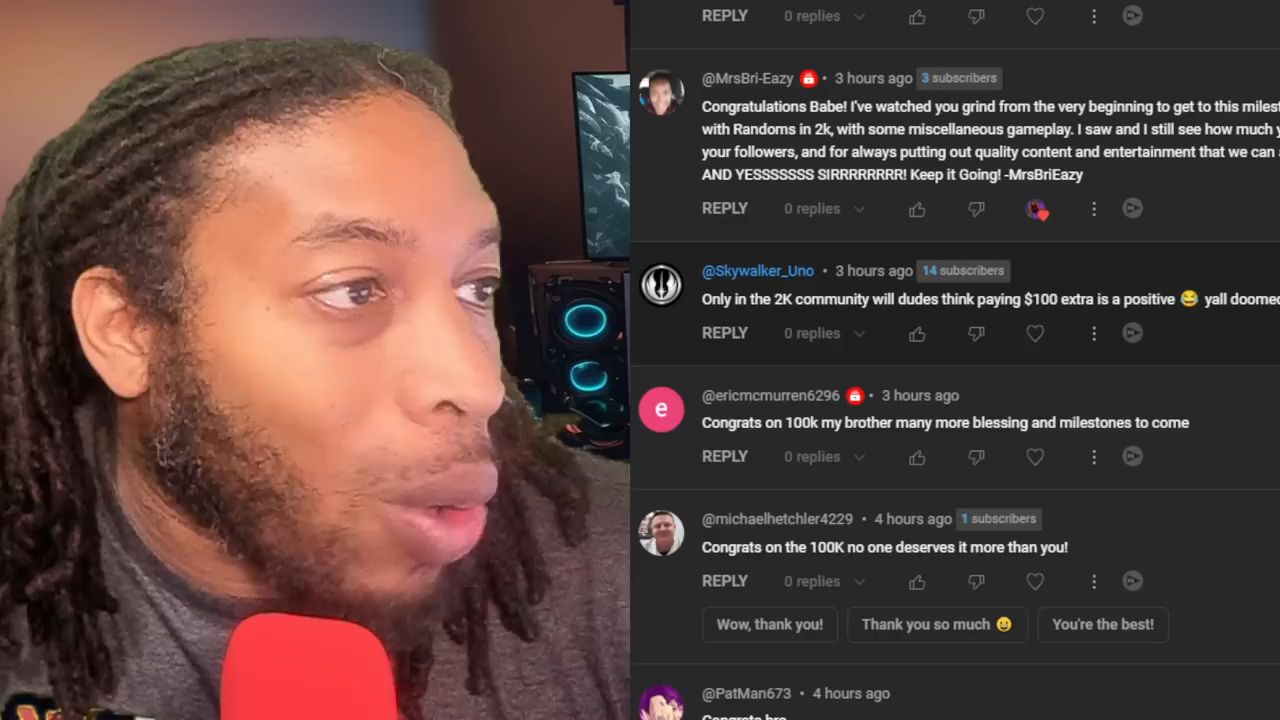 REPLY 0 replies
@MrsBri-Eazy • 3 hours ago 3 subscribers
Congratulations Babe! I've watched you grind from the very beginning to get to this
with Randoms in 2k, with some miscellaneous gameplay. I saw and I still see how much
your followers, and for always putting out quality content and entertainment that we can
AND YESSSSSSS SIRRRRRRRR! Keep it Going! -MrsBriEazy
REPLY 0 replies
@Skywalker_Uno • 3 hours ago 14 subscribers
Only in the 2K community will dudes think paying $100 extra is a positive 😂 yall doomed
REPLY 0 replies
e
@ericmcmurren6296 • 3 hours ago
Congrats on 100k my brother many more blessing and milestones to come
REPLY 0 replies
@michaelhetchler4229 • 4 hours ago 1 subscribers
Congrats on the 100K no one deserves it more than you!
REPLY 0 replies
Wow, thank you! Thank you so much 😀 You're the best!
@PatMan673 • 4 hours ago
Congrats bro